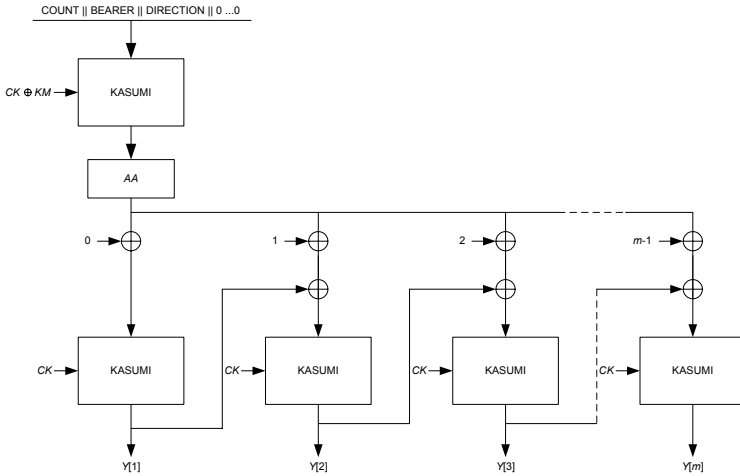 COUNT || BEARER || DIRECTION || 0 ...0
CK ⊕ KM
KASUMI
AA
0
1
2
m-1
CK
KASUMI
CK
KASUMI
CK
KASUMI
CK
KASUMI
Y[1]
Y[2]
Y[3]
Y[m]